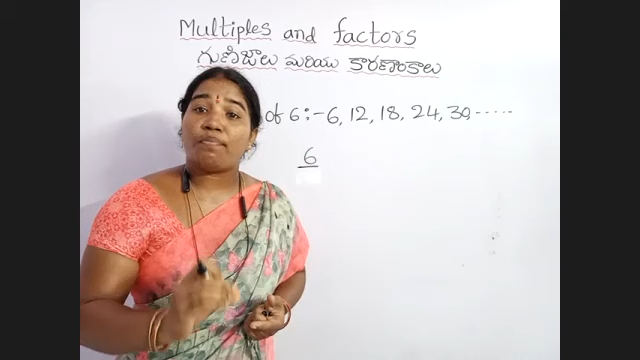 Multiples and factors
గుణిజాలు మరియు కారణాంకాలు
of 6:- 6, 12, 18, 24, 30, ......
6